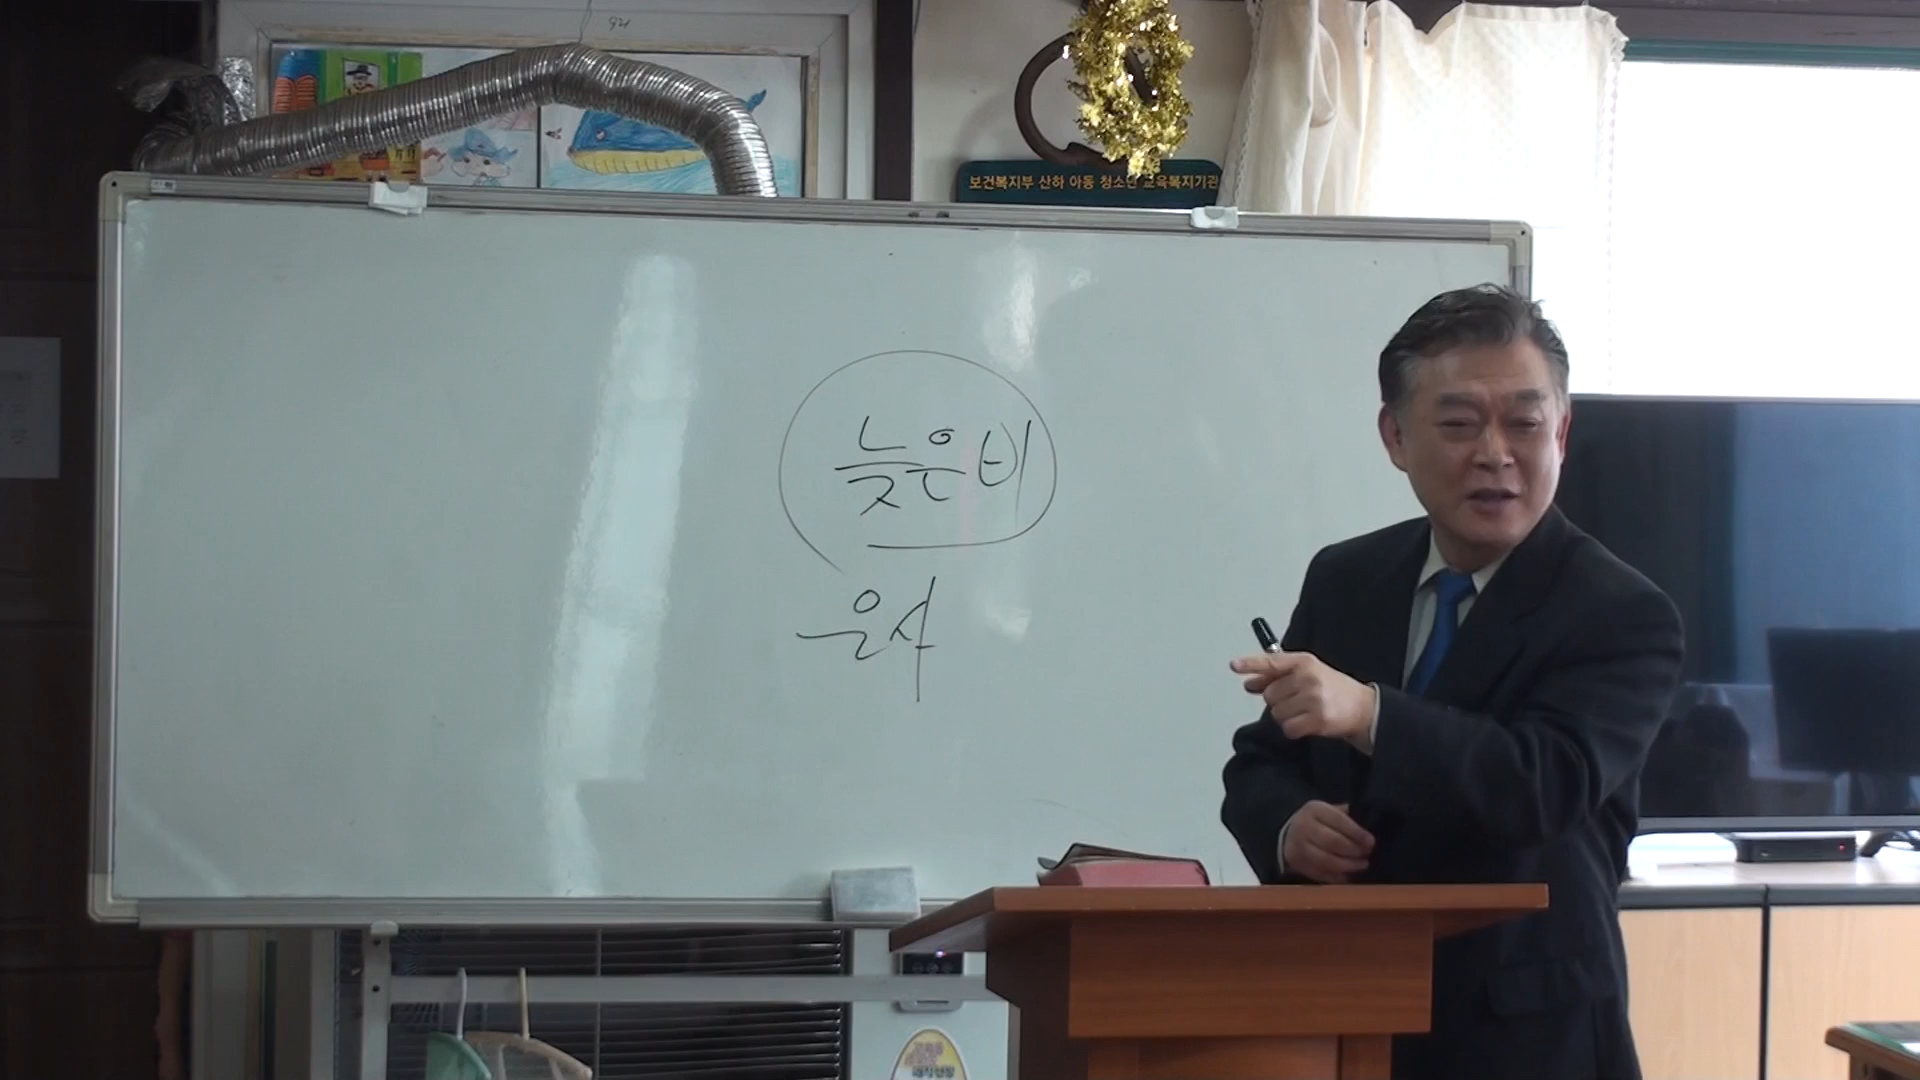 보건복지부 산하 아동 청소년 교육복지기관
늦은비
은사